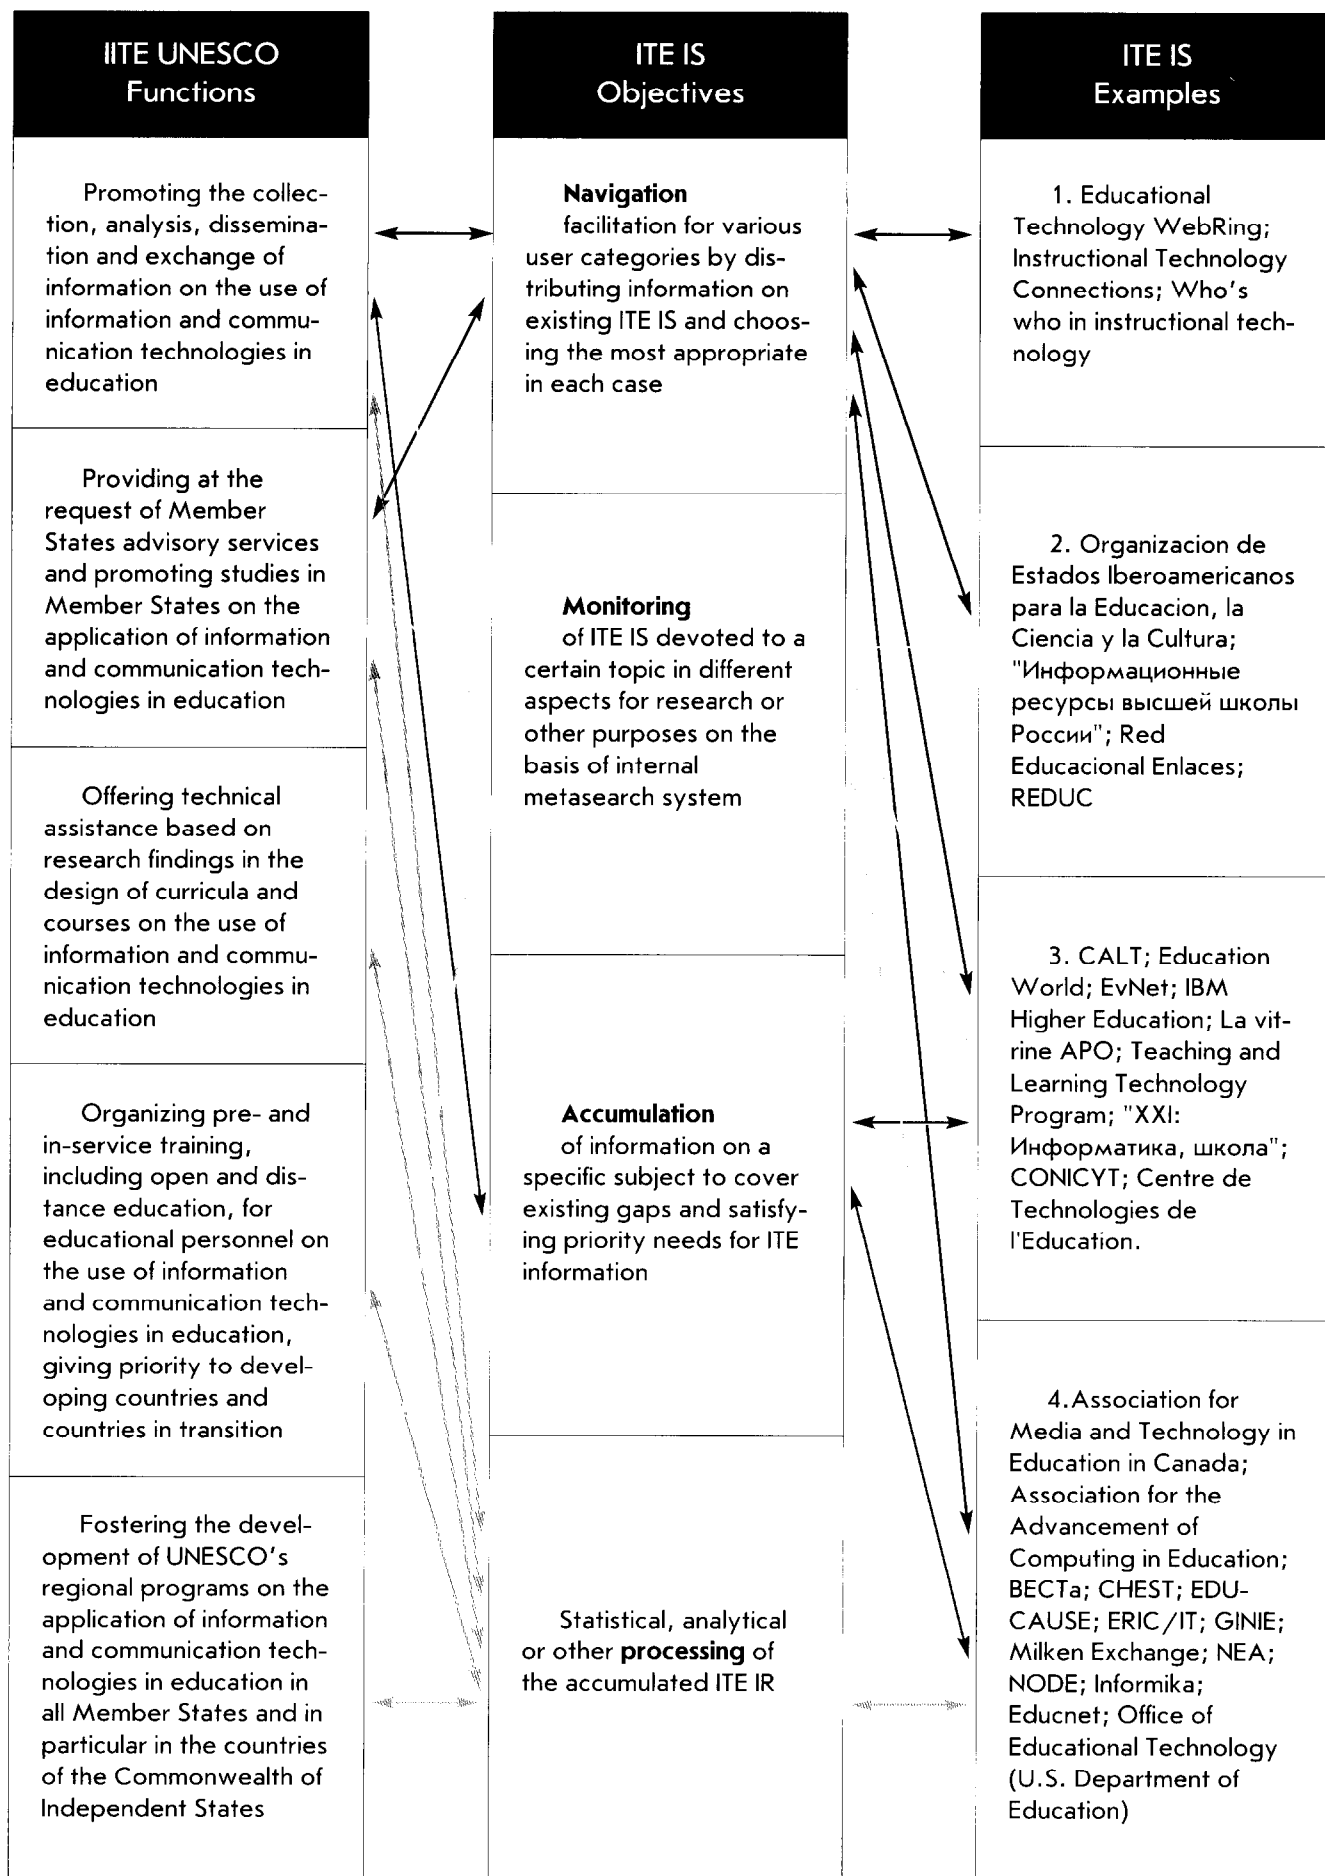 IITE UNESCO
Functions
Promoting the collec-
tion, analysis, dissemina-
tion and exchange of
information on the use of
information and commu-
nication technologies in
education
Providing at the
request of Member
States advisory services
and promoting studies in
Member States on the
application of information
and communication tech-
nologies in education
Offering technical
assistance based on
research findings in the
design of curricula and
courses on the use of
information and commu-
nication technologies in
education
Organizing pre- and
in-service training,
including open and dis-
tance education, for
educational personnel on
the use of information
and communication tech-
nologies in education,
giving priority to devel-
oping countries and
countries in transition
Fostering the devel-
opment of UNESCO's
regional programs on the
application of information
and communication tech-
nologies in education in
all Member States and in
particular in the countries
of the Commonwealth of
Independent States
ITE IS
Objectives
Navigation
facilitation for various
user categories by dis-
tributing information on
existing ITE IS and choos-
ing the most appropriate
in each case
Monitoring
of ITE IS devoted to a
certain topic in different
aspects for research or
other purposes on the
basis of internal
metasearch system
Accumulation
of information on a
specific subject to cover
existing gaps and satisfy-
ing priority needs for ITE
information
Statistical, analytical
or other processing of
the accumulated ITE IR
ITE IS
Examples
1. Educational
Technology WebRing;
Instructional Technology
Connections; Who's
who in instructional tech-
nology
2. Organizacion de
Estados Iberoamericanos
para la Educacion, la
Ciencia y la Cultura;
"Информационные
ресурсы высшей школы
России"; Red
Educacional Enlaces;
REDUC
3. CALT; Education
World; EvNet; IBM
Higher Education; La vit-
rine APO; Teaching and
Learning Technology
Program; "XXI:
Информатика, школа";
CONICYT; Centre de
Technologies de
l'Education.
4.Association for
Media and Technology in
Education in Canada;
Association for the
Advancement of
Computing in Education;
BECTa; CHEST; EDU-
CAUSE; ERIC/IT; GINIE;
Milken Exchange; NEA;
NODE; Informika;
Educnet; Office of
Educational Technology
(U.S. Department of
Education)